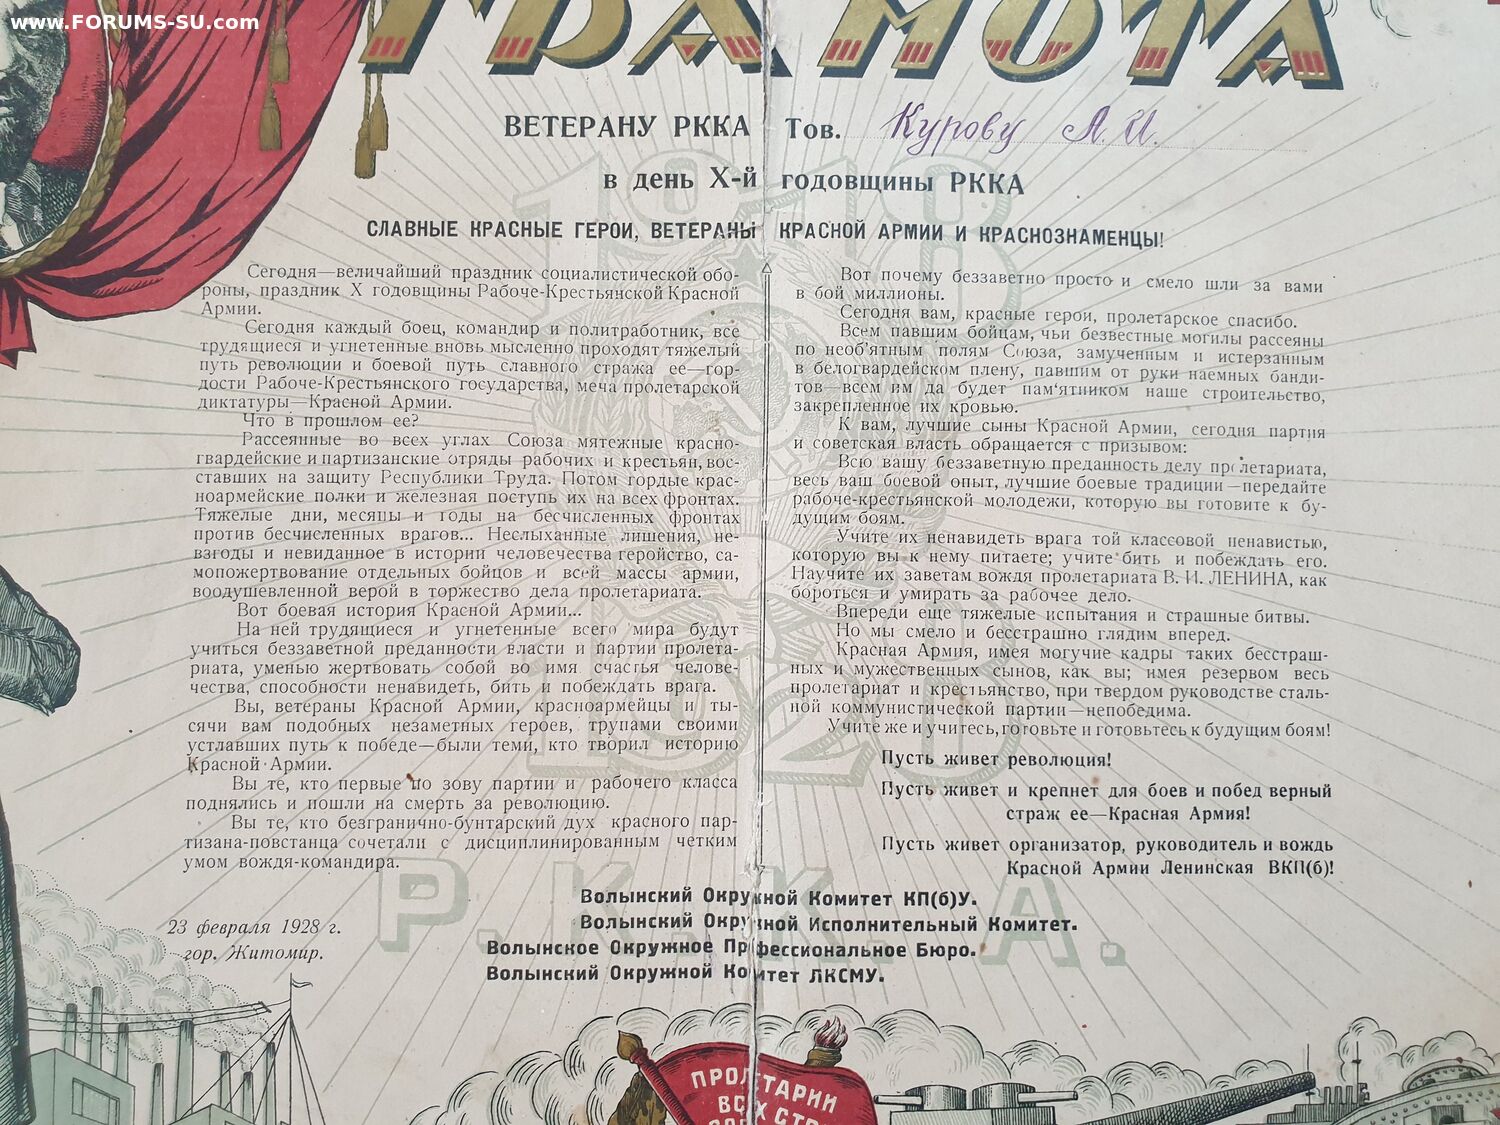 www.FORUMS-SU.com
ГРАМОТА
ВЕТЕРАНУ РККА Тов. Курову А. И.
в день X-й годовщины РККА
СЛАВНЫЕ КРАСНЫЕ ГЕРОИ, ВЕТЕРАНЫ КРАСНОЙ АРМИИ И КРАСНОЗНАМЕНЦЫ!
Сегодня—величайший праздник социалистической обо-
роны, праздник X годовщины Рабоче-Крестьянской Красной
Армии.
Сегодня каждый боец, командир и политработник, все
трудящиеся и угнетенные вновь мысленно проходят тяжелый
путь революции и боевой путь славного стража ее—гор-
дости Рабоче-Крестьянского государства, меча пролетарской
диктатуры—Красной Армии.
Что в прошлом ее?
Рассеянные во всех углах Союза мятежные красно-
гвардейские и партизанские отряды рабочих и крестьян, вос-
ставших на защиту Республики Труда. Потом гордые крас-
ноармейские полки и железная поступь их на всех фронтах.
Тяжелые дни, месяцы и годы на бесчисленных фронтах
против бесчисленных врагов... Неслыханные лишения, не-
взгоды и невиданное в истории человечества геройство, са-
мопожертвование отдельных бойцов и всей массы армии,
воодушевленной верой в торжество дела пролетариата.
Вот боевая история Красной Армии...
На ней трудящиеся и угнетенные всего мира будут
учиться беззаветной преданности власти и партии пролета-
риата, уменью жертвовать собой во имя счастья челове-
чества, способности ненавидеть, бить и побеждать врага.
Вы, ветераны Красной Армии, красноармейцы и ты-
сячи вам подобных незаметных героев, трупами своими
устлавших путь к победе—были теми, кто творил историю
Красной Армии.
Вы те, кто первые по зову партии и рабочего класса
поднялись и пошли на смерть за революцию.
Вы те, кто безгранично-бунтарский дух красного пар-
тизана-повстанца сочетали с дисциплинированным четким
умом вождя-командира.
Вот почему беззаветно просто и смело шли за вами
в бой миллионы.
Сегодня вам, красные герои, пролетарское спасибо.
Всем павшим бойцам, чьи безвестные могилы рассеяны
по необ'ятным полям Союза, замученным и истерзанным
в белогвардейском плену, павшим от руки наемных банди-
тов—всем им да будет пам'ятником наше строительство,
закрепленное их кровью.
К вам, лучшие сыны Красной Армии, сегодня партия
и советская власть обращается с призывом:
Всю вашу беззаветную преданность делу пролетариата,
весь ваш боевой опыт, лучшие боевые традиции—передайте
рабоче-крестьянской молодежи, которую вы готовите к бу-
дущим боям.
Учите их ненавидеть врага той классовой ненавистью,
которую вы к нему питаете; учите бить и побеждать его.
Научите их заветам вождя пролетариата В. И. ЛЕНИНА, как
бороться и умирать за рабочее дело.
Впереди еще тяжелые испытания и страшные битвы.
Но мы смело и бесстрашно глядим вперед.
Красная Армия, имея могучие кадры таких бесстраш-
ных и мужественных сынов, как вы; имея резервом весь
пролетариат и крестьянство, при твердом руководстве сталь-
ной коммунистической партии—непобедима.
Учите же и учитесь, готовьте и готовьтесь к будущим боям!
Пусть живет революция!
Пусть живет и крепнет для боев и побед верный
страж ее—Красная Армия!
Пусть живет организатор, руководитель и вождь
Красной Армии Ленинская ВКП(б)!
Волынский Окружной Комитет КП(б)У.
Волынский Окружной Исполнительный Комитет.
Волынское Окружное Профессиональное Бюро.
Волынский Окружной Комитет ЛКСМУ.
23 февраля 1928 г.
гор. Житомир.
1918
1928
Р.К.К.А.
ПРОЛЕТАРИИ
ВСЕХ СТР